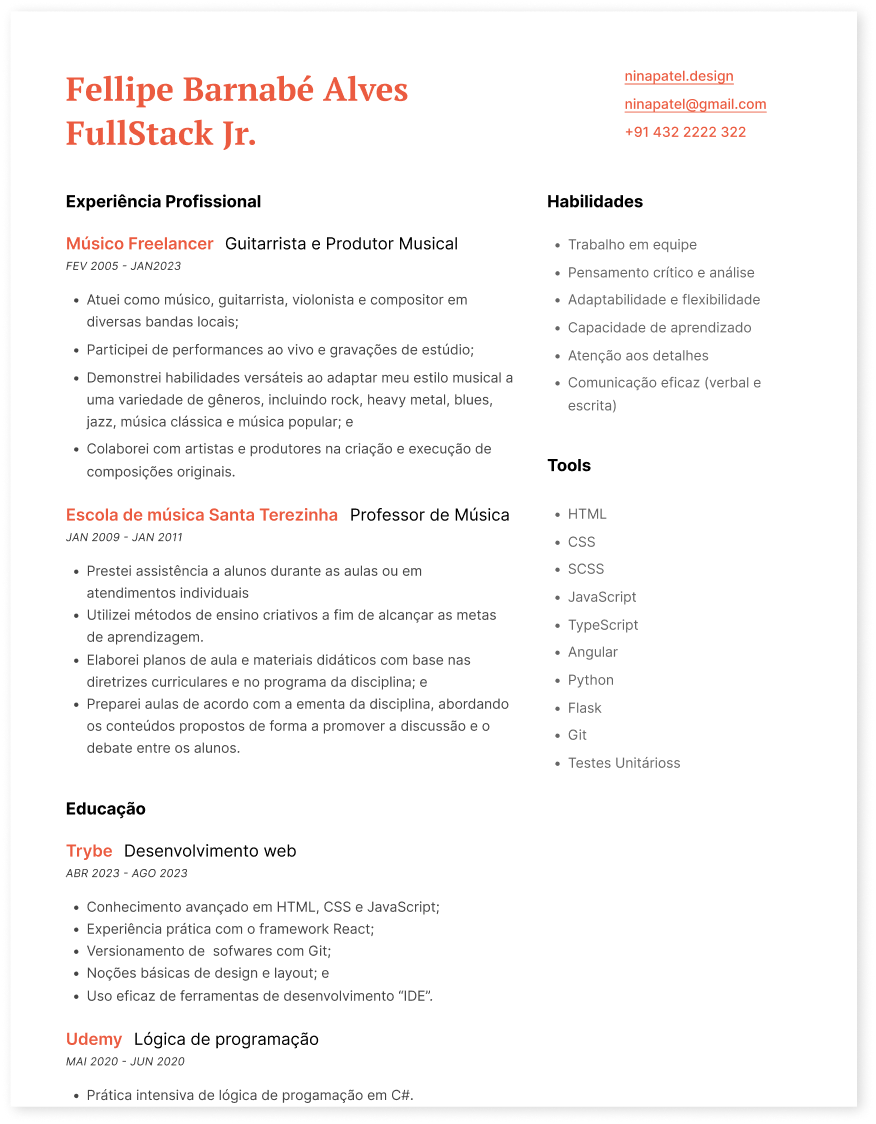 Fellipe Barnabé Alves
FullStack Jr.
ninapatel.design
ninapatel@gmail.com
+91 432 2222 322
Experiência Profissional
Músico Freelancer Guitarrista e Produtor Musical
FEV 2005 - JAN2023
• Atuei como músico, guitarrista, violonista e compositor em
diversas bandas locais;
• Participei de performances ao vivo e gravações de estúdio;
• Demonstrei habilidades versáteis ao adaptar meu estilo musical a
uma variedade de gêneros, incluindo rock, heavy metal, blues,
jazz, música clássica e música popular; e
• Colaborei com artistas e produtores na criação e execução de
composições originais.
Escola de música Santa Terezinha Professor de Música
JAN 2009 - JAN 2011
• Prestei assistência a alunos durante as aulas ou em
atendimentos individuais
• Utilizei métodos de ensino criativos a fim de alcançar as metas
de aprendizagem.
• Elaborei planos de aula e materiais didáticos com base nas
diretrizes curriculares e no programa da disciplina; e
• Preparei aulas de acordo com a ementa da disciplina, abordando
os conteúdos propostos de forma a promover a discussão e o
debate entre os alunos.
Educação
Trybe Desenvolvimento web
ABR 2023 - AGO 2023
• Conhecimento avançado em HTML, CSS e JavaScript;
• Experiência prática com o framework React;
• Versionamento de  sofwares com Git;
• Noções básicas de design e layout; e
• Uso eficaz de ferramentas de desenvolvimento “IDE”.
Udemy Lógica de programação
MAI 2020 - JUN 2020
• Prática intensiva de lógica de progamação em C#.
Habilidades
• Trabalho em equipe
• Pensamento crítico e análise
• Adaptabilidade e flexibilidade
• Capacidade de aprendizado
• Atenção aos detalhes
• Comunicação eficaz (verbal e
escrita)
Tools
• HTML
• CSS
• SCSS
• JavaScript
• TypeScript
• Angular
• Python
• Flask
• Git
• Testes Unitárioss